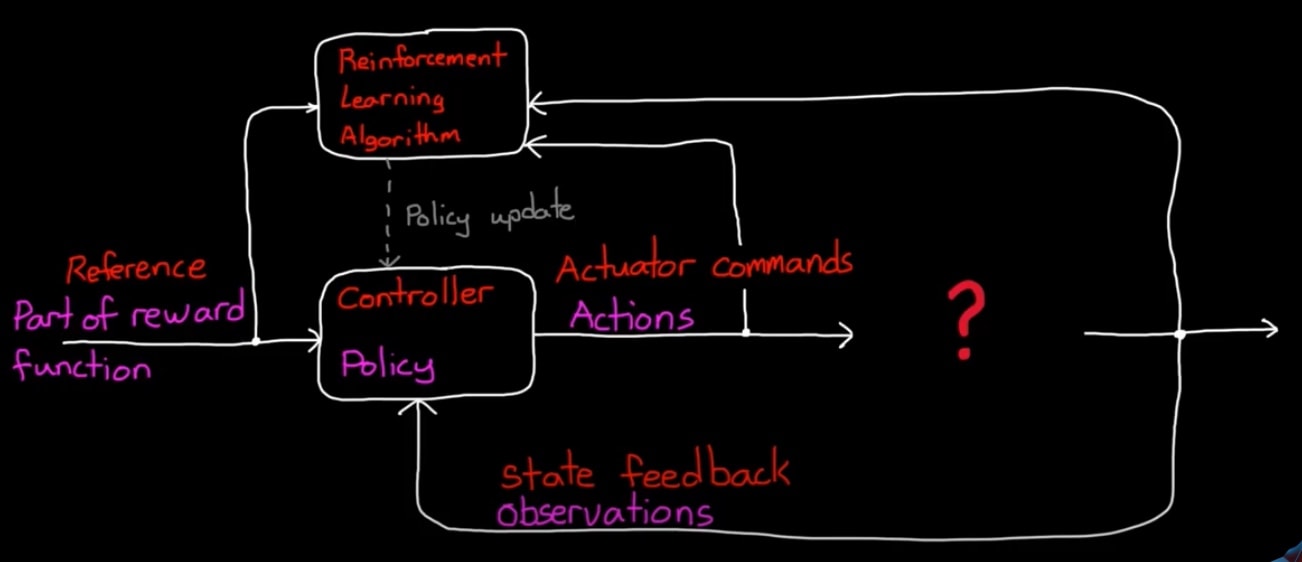 Reinforcement
Learning
Algorithm
Policy update
Reference
Part of reward
function
Controller
Policy
Actuator commands
Actions
?
State feedback
observations